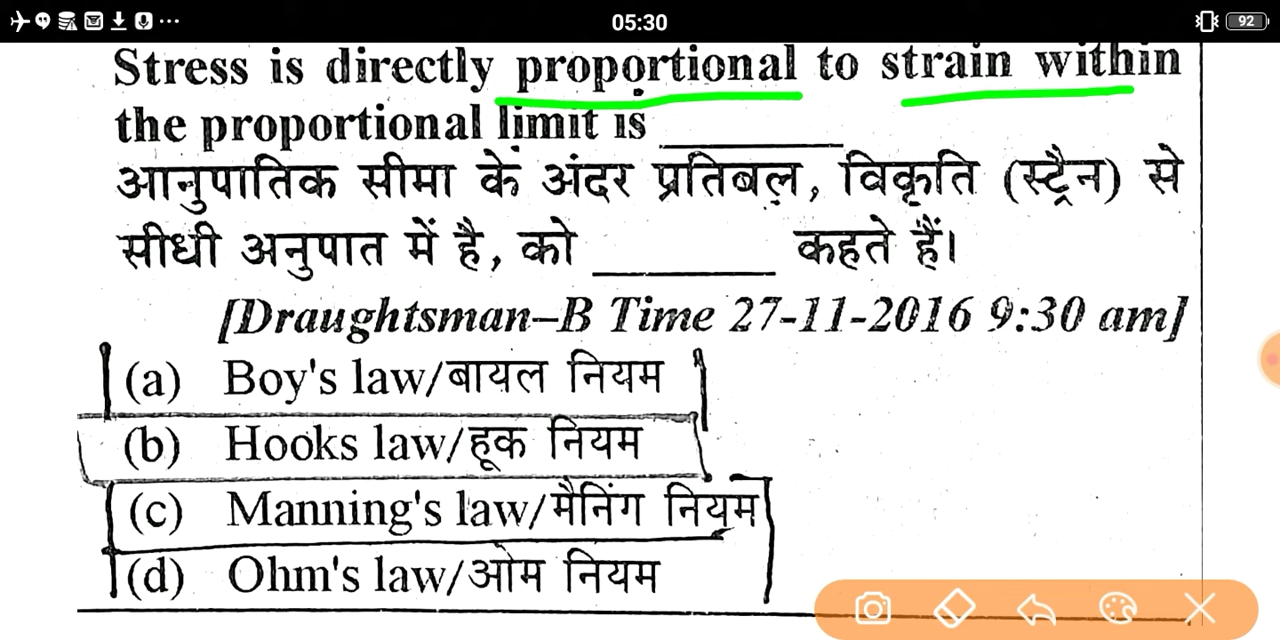 05:30
92
Stress is directly proportional to strain within
the proportional limit is ________
आनुपातिक सीमा के अंदर प्रतिबल, विकृति (स्ट्रैन) से
सीधी अनुपात में है, को ________ कहते हैं।
[Draughtsman–B Time 27-11-2016 9:30 am]
(a) Boy's law/बायल नियम
(b) Hooks law/हूक नियम
(c) Manning's law/मैनिंग नियम
(d) Ohm's law/ओम नियम